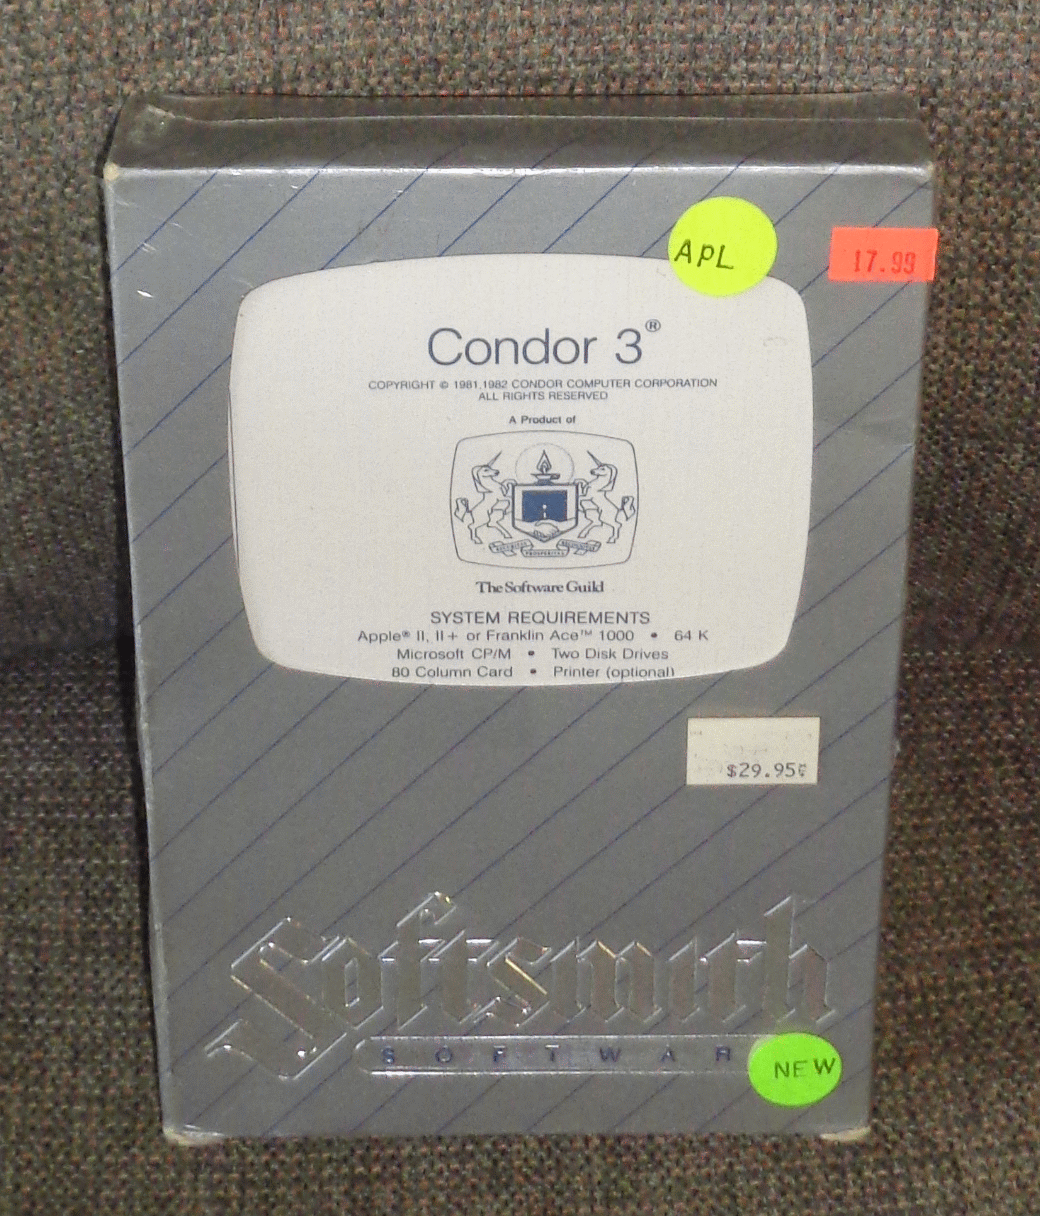 APL
17.99
Condor 3®
COPYRIGHT © 1981,1982 CONDOR COMPUTER CORPORATION
ALL RIGHTS RESERVED
A Product of
The Software Guild
SYSTEM REQUIREMENTS
Apple® II, II+ or Franklin Ace™ 1000 • 64 K
Microsoft CP/M • Two Disk Drives
80 Column Card • Printer (optional)
$29.95
Softsmith
SOFTWAR
NEW